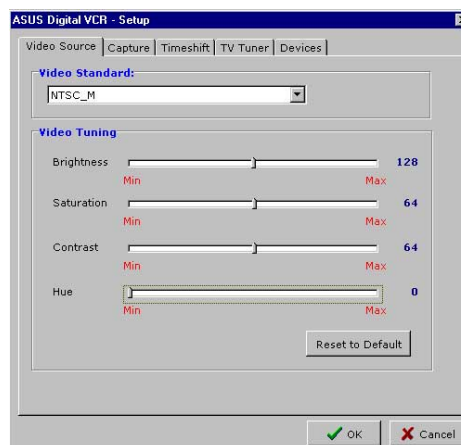 ASUS Digital VCR - Setup
Video Source Capture Timeshift TV Tuner Devices
Video Standard:
NTSC_M
Video Tuning
Brightness 128
Min Max
Saturation 64
Min Max
Contrast 64
Min Max
Hue 0
Min Max
Reset to Default
OK Cancel